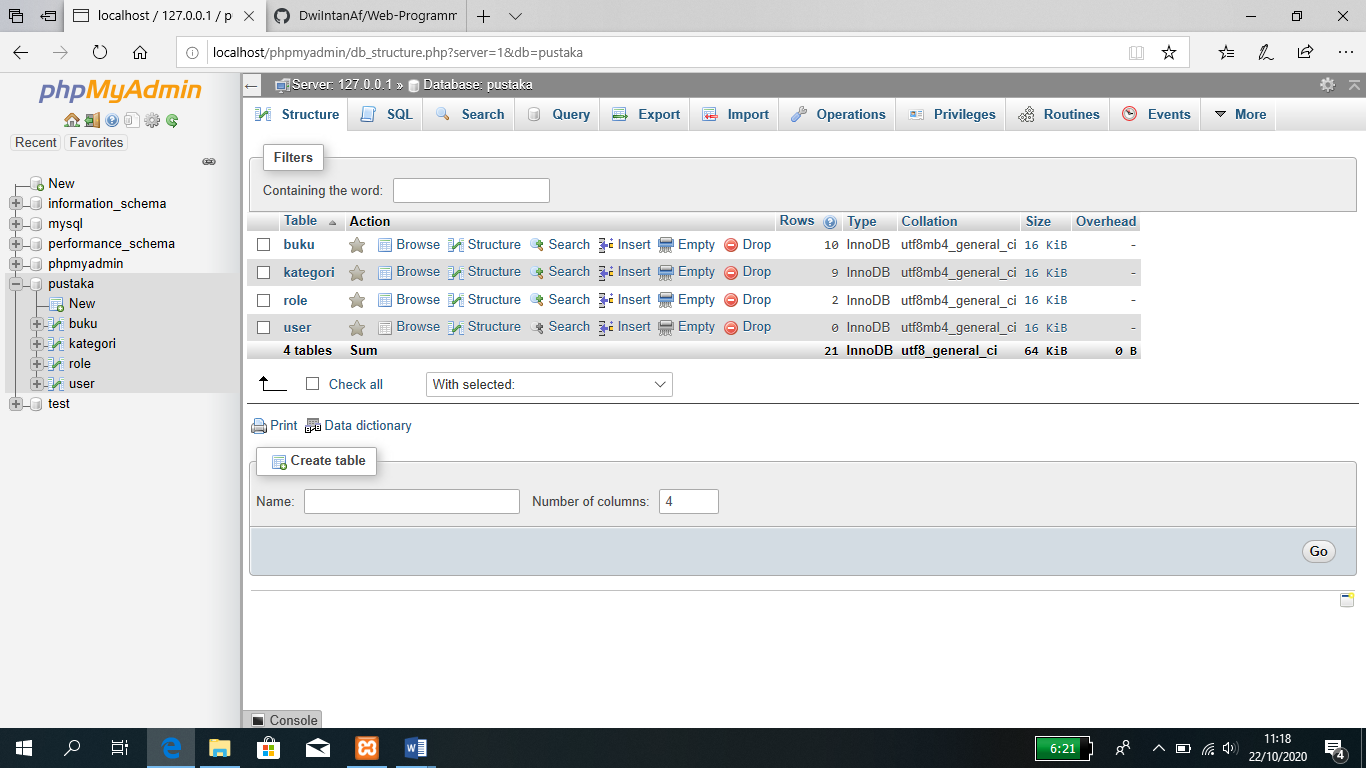 localhost / 127.0.0.1 / p
DwiIntanAf/Web-Programm
localhost/phpmyadmin/db_structure.php?server=1&db=pustaka
phpMyAdmin
Recent Favorites
New
information_schema
mysql
performance_schema
phpmyadmin
pustaka
New
buku
kategori
role
user
test
Server: 127.0.0.1 » Database: pustaka
Structure SQL Search Query Export Import Operations Privileges Routines Events More
Filters
Containing the word:
Table Action Rows Type Collation Size Overhead
buku Browse Structure Search Insert Empty Drop 10 InnoDB utf8mb4_general_ci 16 KiB -
kategori Browse Structure Search Insert Empty Drop 9 InnoDB utf8mb4_general_ci 16 KiB -
role Browse Structure Search Insert Empty Drop 2 InnoDB utf8mb4_general_ci 16 KiB -
user Browse Structure Search Insert Empty Drop 0 InnoDB utf8mb4_general_ci 16 KiB -
4 tables Sum 21 InnoDB utf8_general_ci 64 KiB 0 B
Check all With selected:
Print Data dictionary
Create table
Name: Number of columns: 4
Go
Console
6:21
11:18
22/10/2020
4